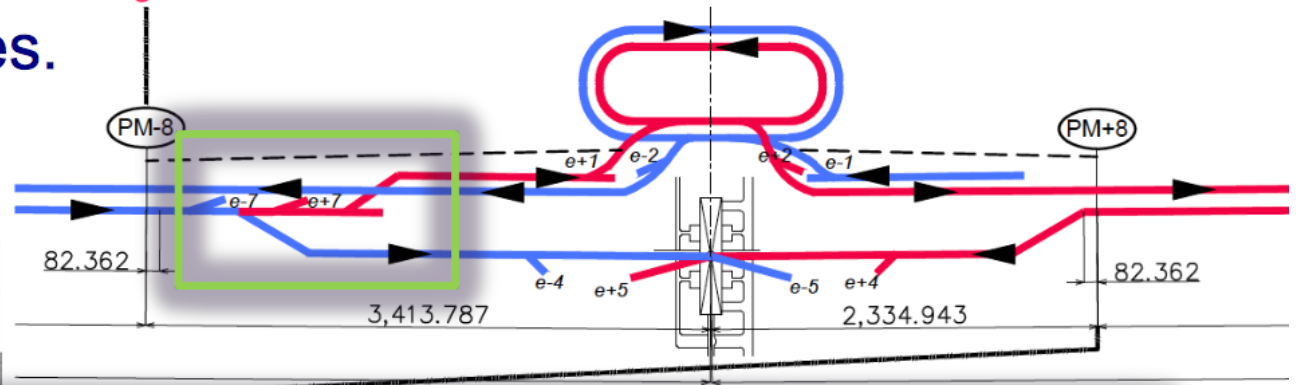 es.
PM-8
PM+8
e+1
e-2
e+2
e-1
e-7
e+7
82.362
e-4
e+5
e-5
e+4
82.362
3,413.787
2,334.943